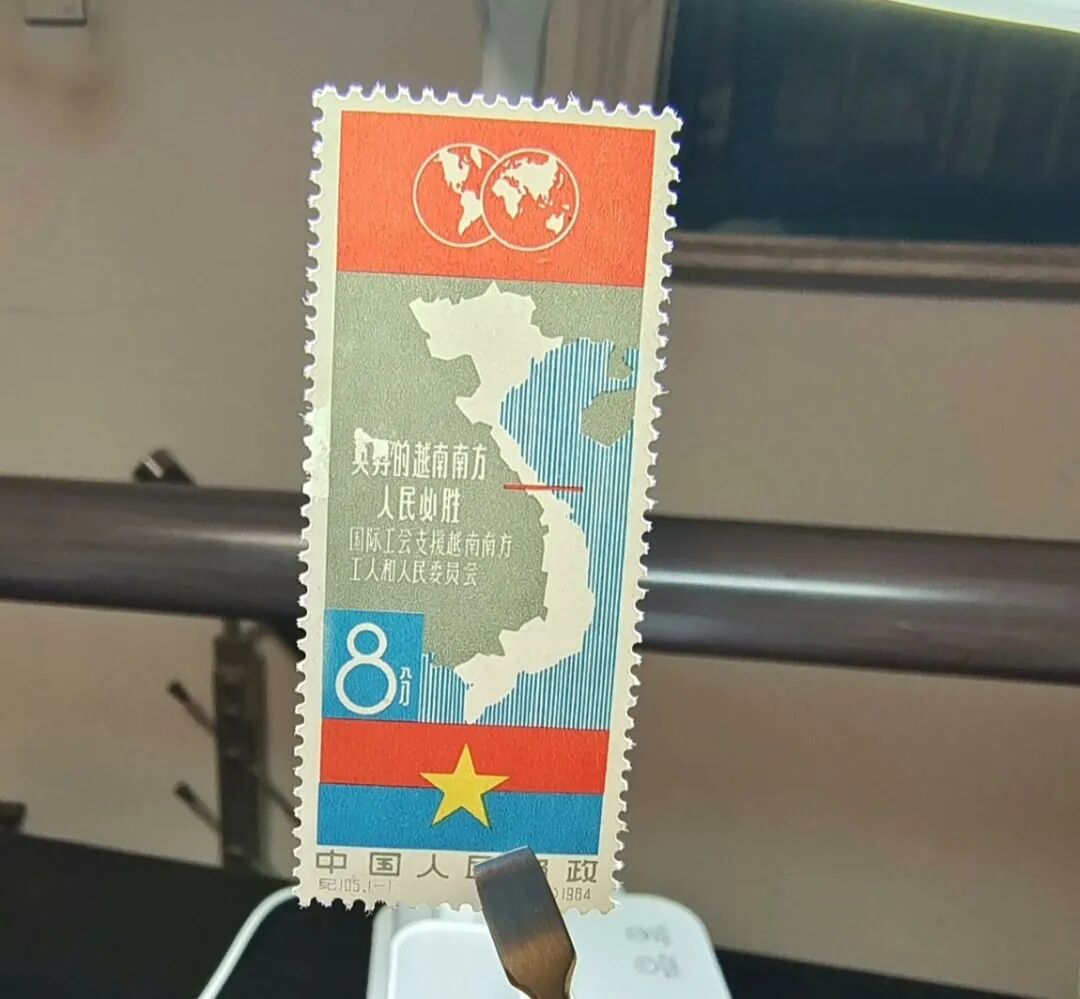 的越南南方
人民必胜
国际工会支援越南南方
工人和人民委员会
8分
中国人民 政
纪105.1-1 )1964